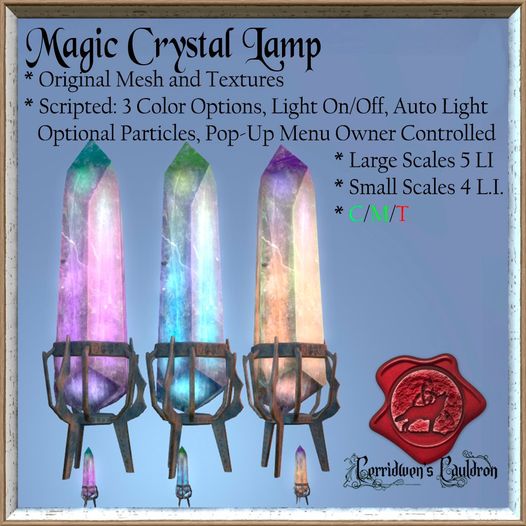 Magic Crystal Lamp
* Original Mesh and Textures
* Scripted: 3 Color Options, Light On/Off, Auto Light
Optional Particles, Pop-Up Menu Owner Controlled
* Large Scales 5 LI
* Small Scales 4 L.I.
* C/M/T
Cerridwen's Cauldron